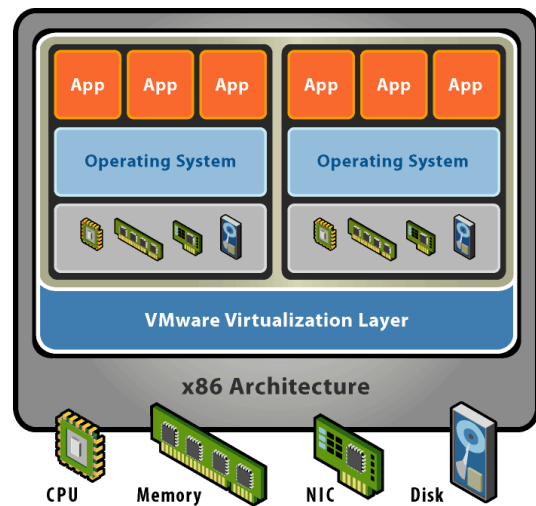 App App App App App App
Operating System Operating System
VMware Virtualization Layer
x86 Architecture
CPU Memory NIC Disk